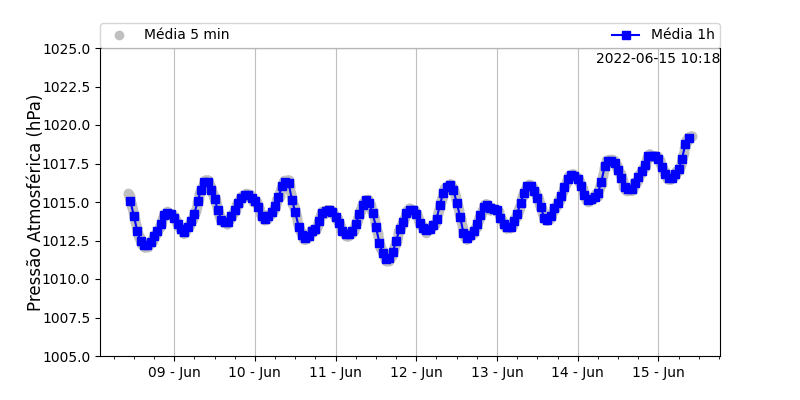 Média 5 min
Média 1h
2022-06-15 10:18
Pressão Atmosférica (hPa)
1025.0
1022.5
1020.0
1017.5
1015.0
1012.5
1010.0
1007.5
1005.0
09 - Jun 10 - Jun 11 - Jun 12 - Jun 13 - Jun 14 - Jun 15 - Jun